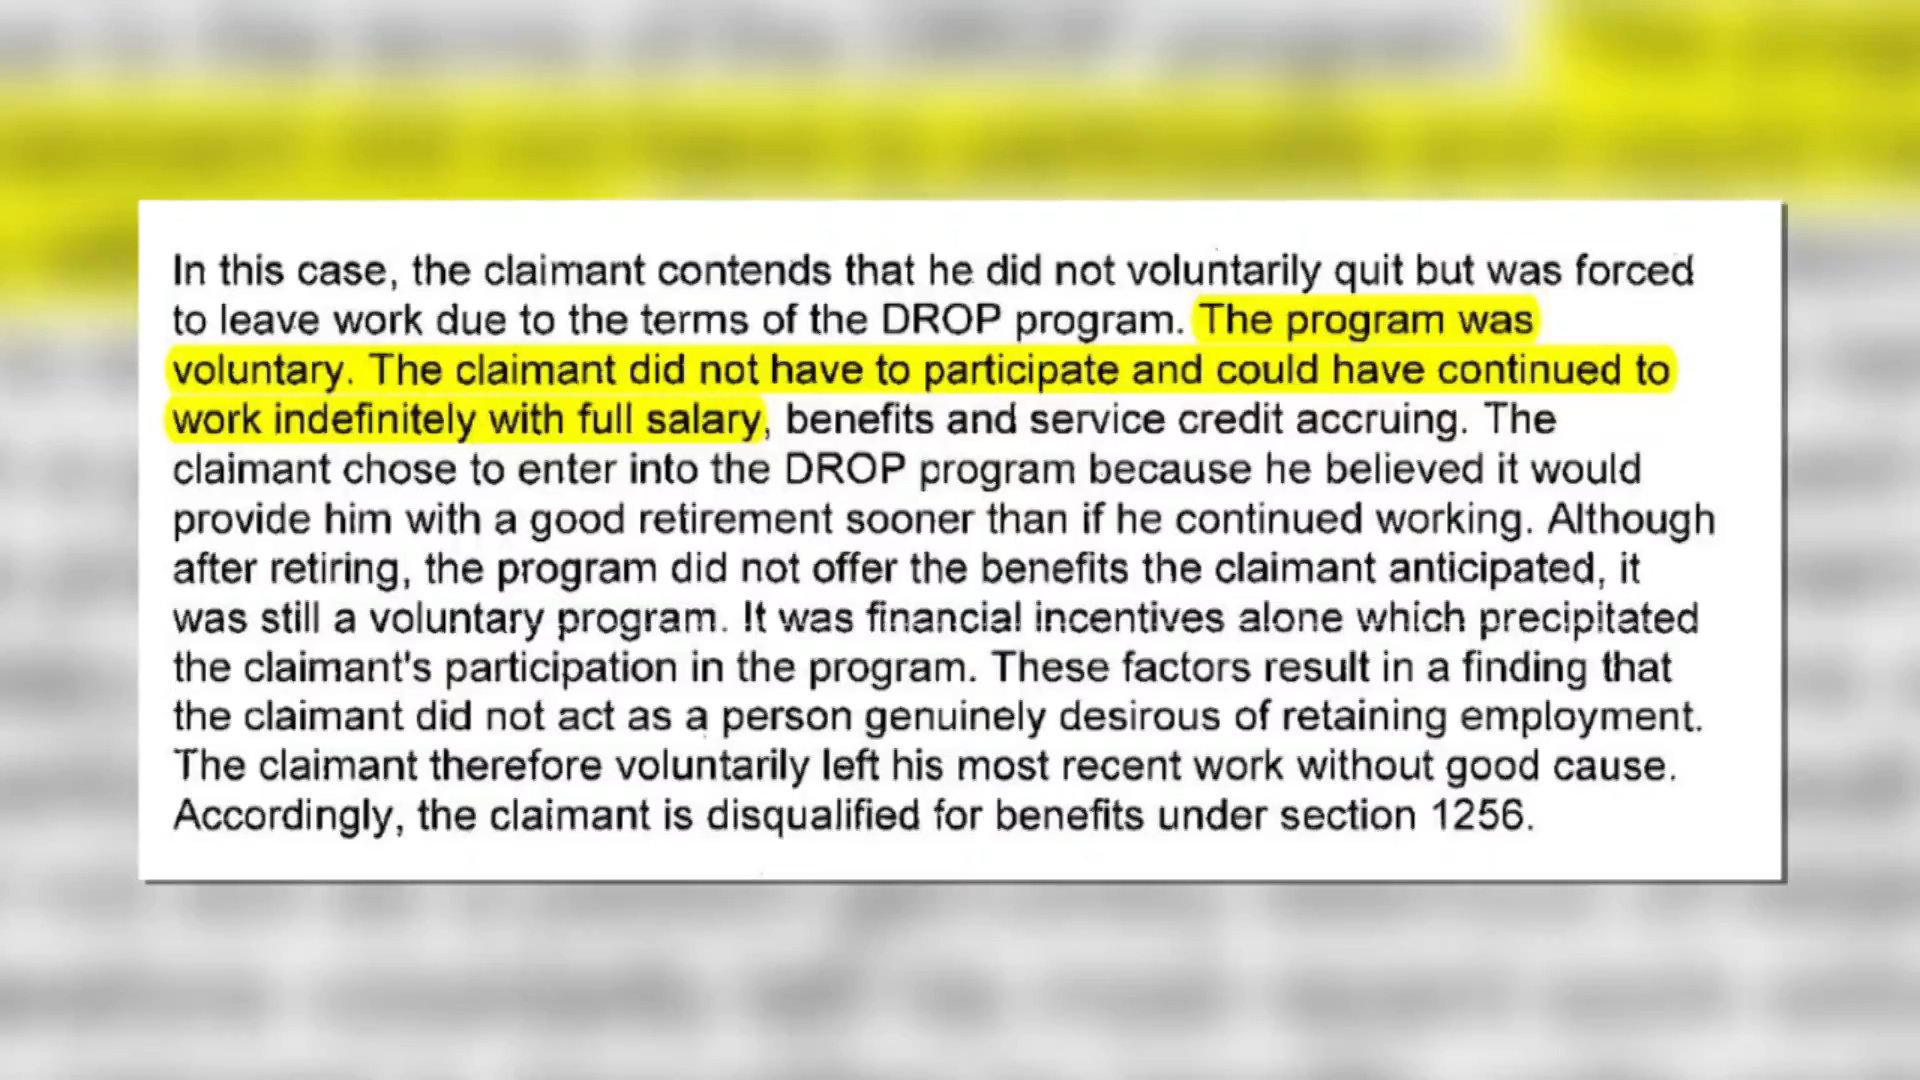 In this case, the claimant contends that he did not voluntarily quit but was forced
to leave work due to the terms of the DROP program. The program was
voluntary. The claimant did not have to participate and could have continued to
work indefinitely with full salary, benefits and service credit accruing. The
claimant chose to enter into the DROP program because he believed it would
provide him with a good retirement sooner than if he continued working. Although
after retiring, the program did not offer the benefits the claimant anticipated, it
was still a voluntary program. It was financial incentives alone which precipitated
the claimant's participation in the program. These factors result in a finding that
the claimant did not act as a person genuinely desirous of retaining employment.
The claimant therefore voluntarily left his most recent work without good cause.
Accordingly, the claimant is disqualified for benefits under section 1256.